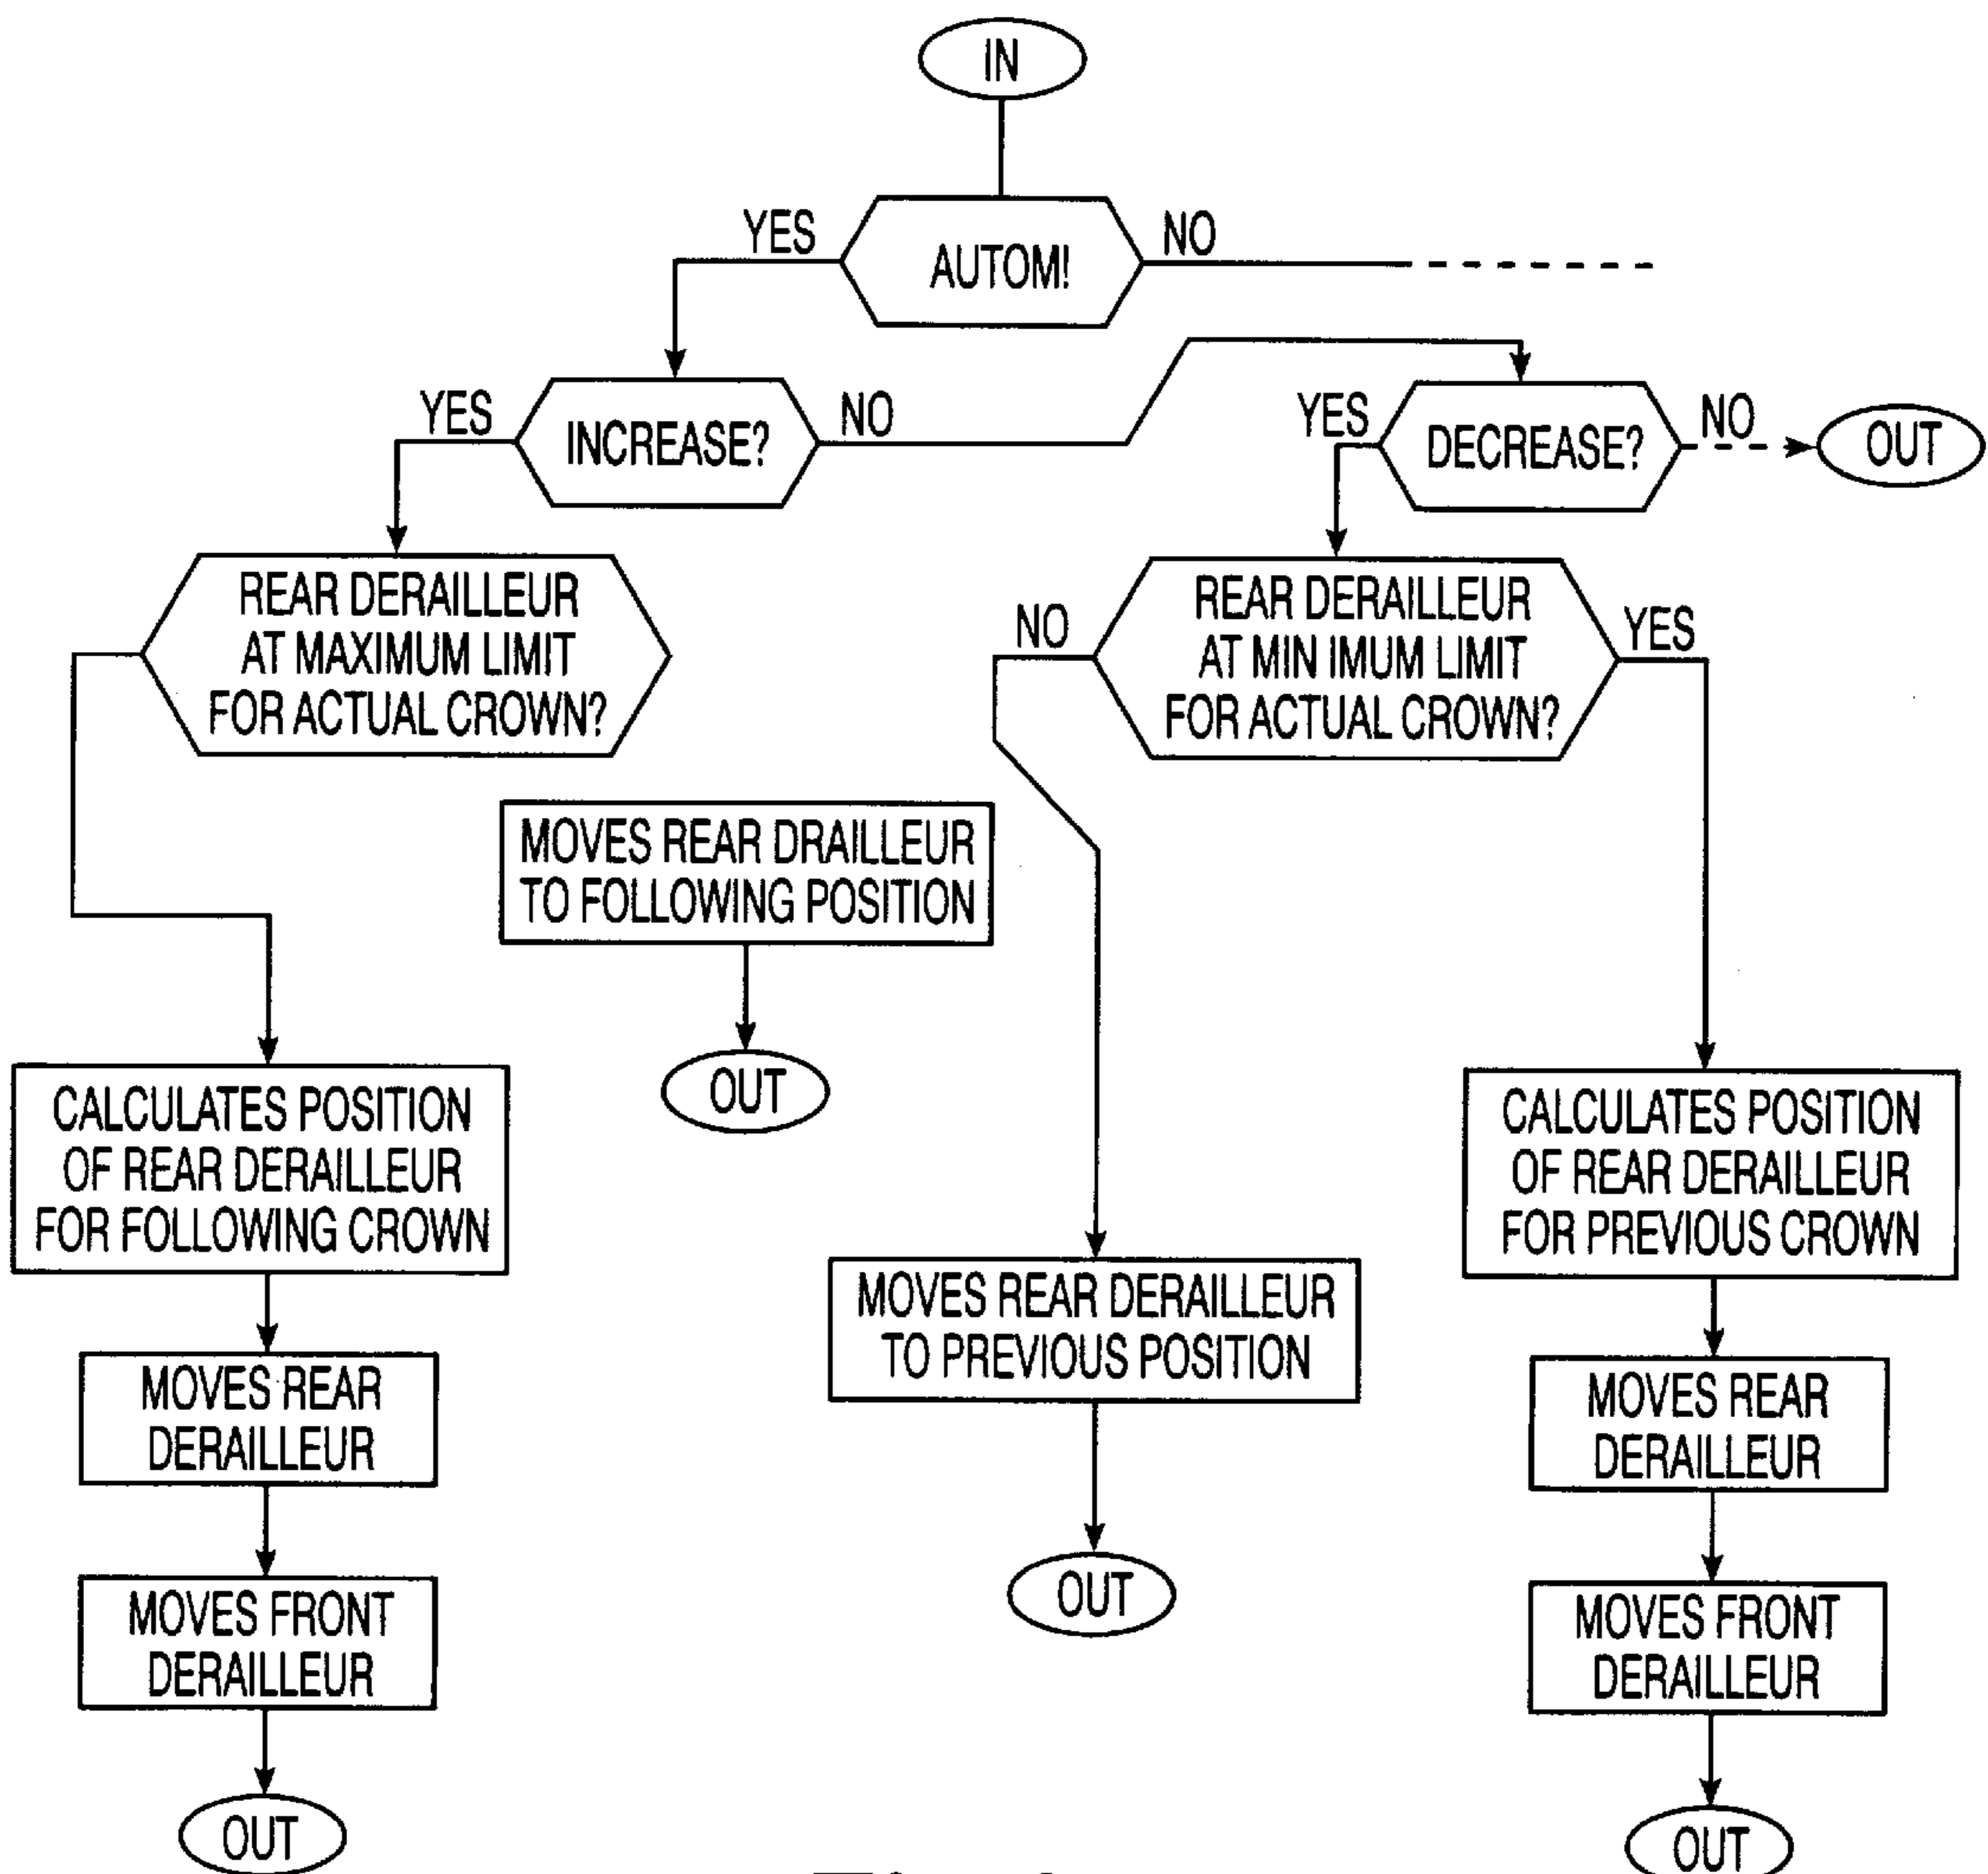 IN
YES
AUTOM!
NO
YES
INCREASE?
NO
YES
DECREASE?
NO
OUT
REAR DERAILLEUR
AT MAXIMUM LIMIT
FOR ACTUAL CROWN?
NO
REAR DERAILLEUR
AT MIN IMUM LIMIT
FOR ACTUAL CROWN?
YES
MOVES REAR DRAILLEUR
TO FOLLOWING POSITION
OUT
CALCULATES POSITION
OF REAR DERAILLEUR
FOR FOLLOWING CROWN
CALCULATES POSITION
OF REAR DERAILLEUR
FOR PREVIOUS CROWN
MOVES REAR DERAILLEUR
TO PREVIOUS POSITION
OUT
MOVES REAR
DERAILLEUR
MOVES REAR
DERAILLEUR
MOVES FRONT
DERAILLEUR
MOVES FRONT
DERAILLEUR
OUT
OUT